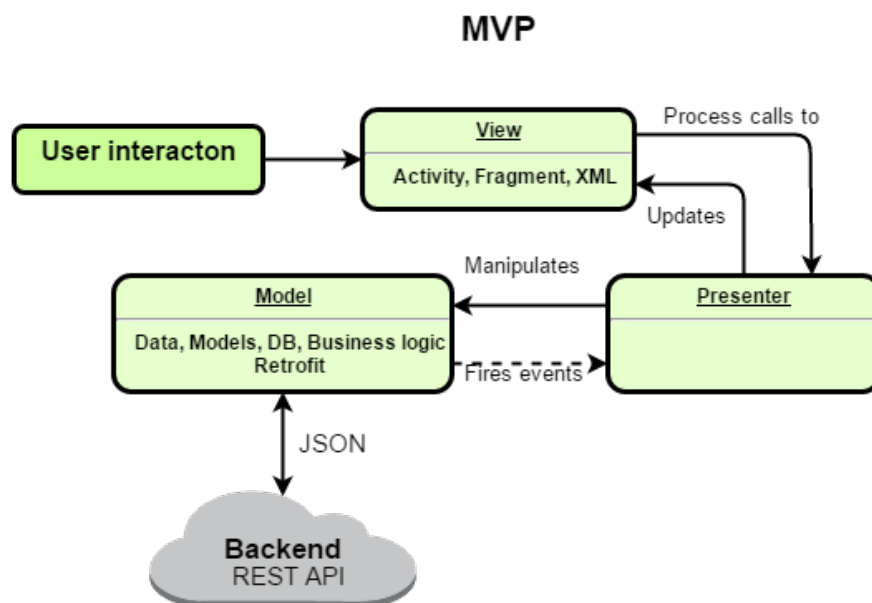 MVP
User interacton
View
Activity, Fragment, XML
Process calls to
Updates
Manipulates
Model
Data, Models, DB, Business logic
Retrofit
Presenter
Fires events
JSON
Backend
REST API